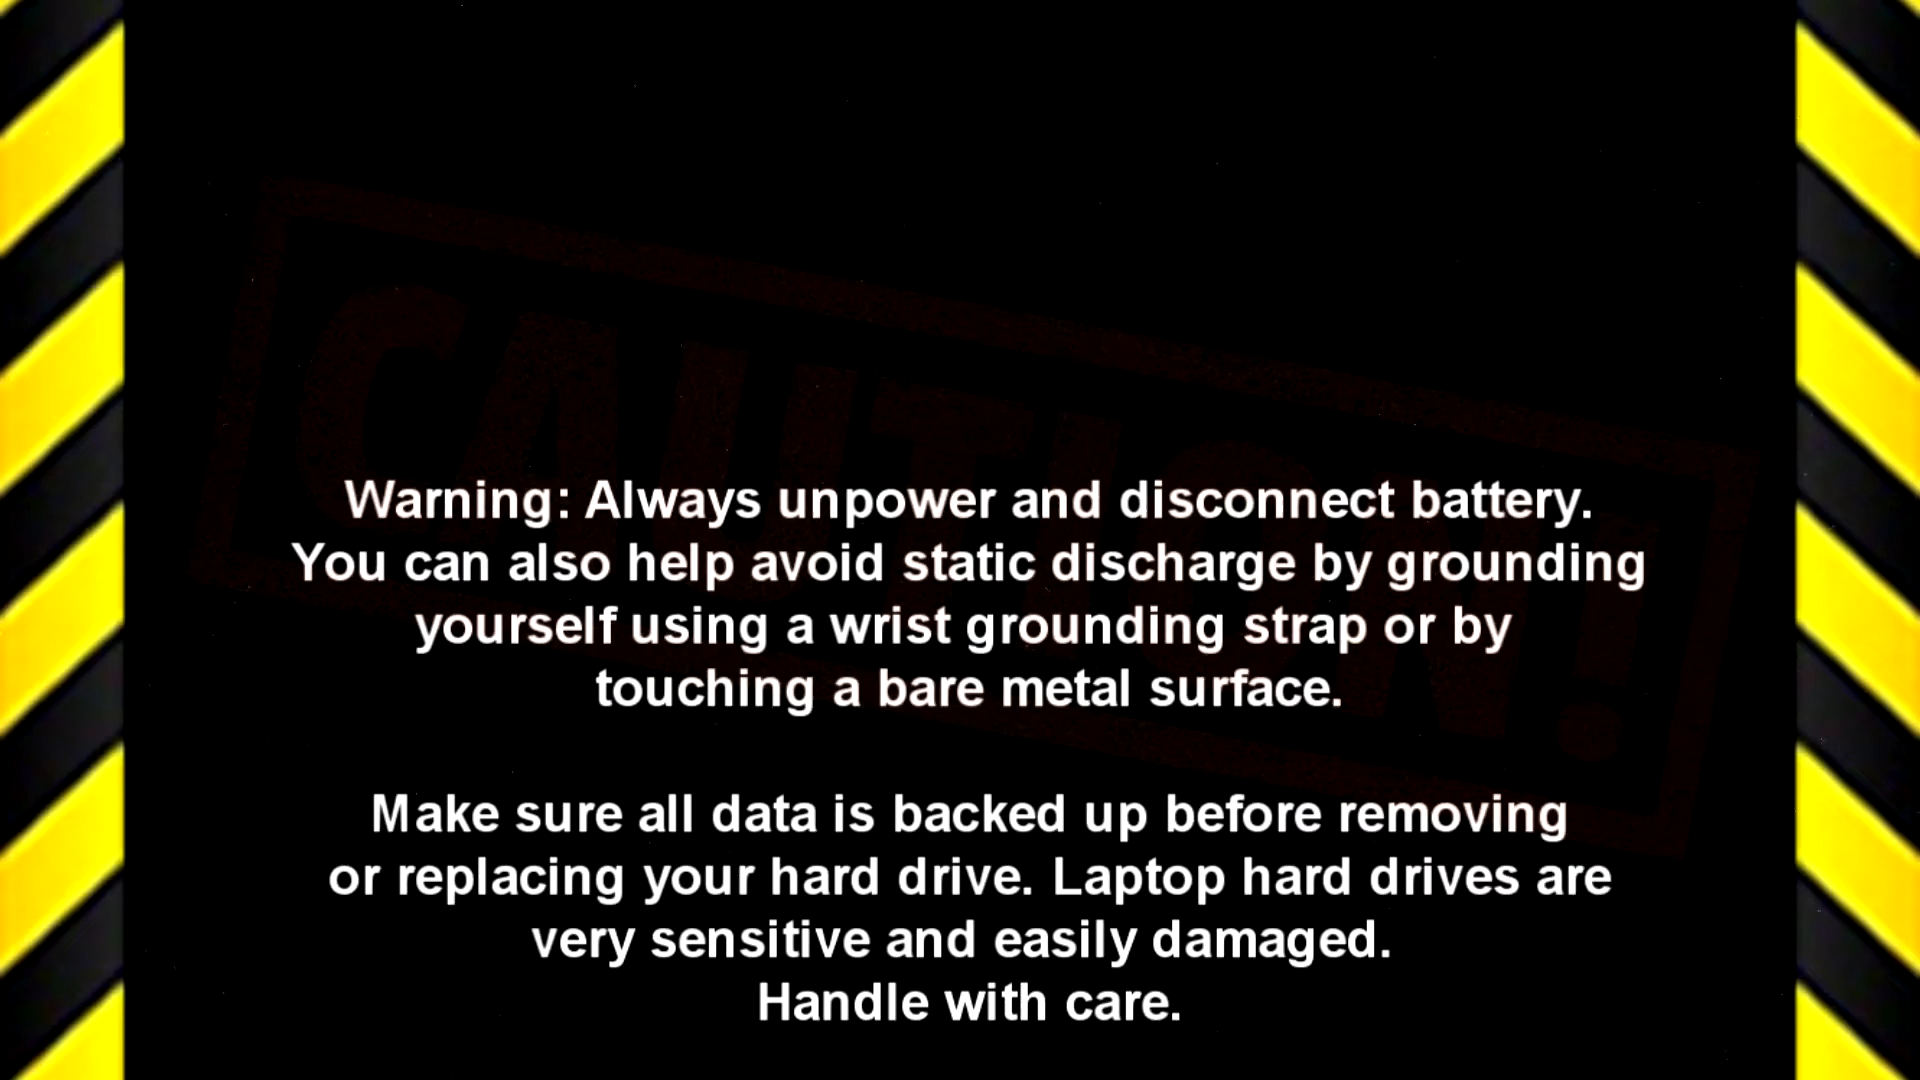 CAUTION!
Warning: Always unpower and disconnect battery.
You can also help avoid static discharge by grounding
yourself using a wrist grounding strap or by
touching a bare metal surface.
Make sure all data is backed up before removing
or replacing your hard drive. Laptop hard drives are
very sensitive and easily damaged.
Handle with care.